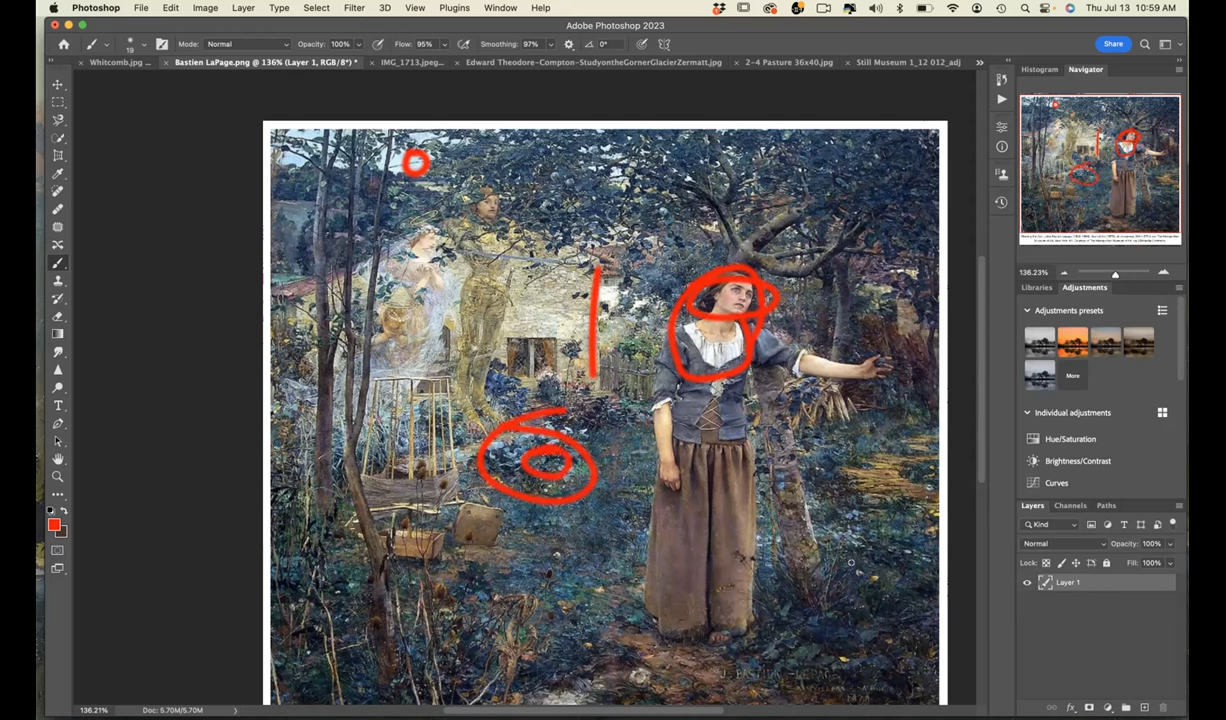 Photoshop File Edit Image Layer Type Select Filter 3D View Plugins Window Help Thu Jul 13 10:59 AM
Adobe Photoshop 2023
19 Mode: Normal Opacity: 100% Flow: 95% Smoothing: 97% 0° Share
Whitcomb.jpg ... Bastien LaPage.png @ 136% (Layer 1, RGB/8*) * IMG_1713.jpeg... Edward Theodore-Compton-StudyontheGornerGlacierZermatt.jpg 2-4 Pasture 36x40.jpg Still Museum 1_12 012_adj
Histogram Navigator
136.23%
Libraries Adjustments
Adjustments presets
More
Individual adjustments
Hue/Saturation
Brightness/Contrast
Curves
Layers Channels Paths
Kind
Normal Opacity: 100%
Lock: Fill: 100%
Layer 1
J. BASTIEN-LEPAGE
136.21% Doc: 5.70M/5.70M